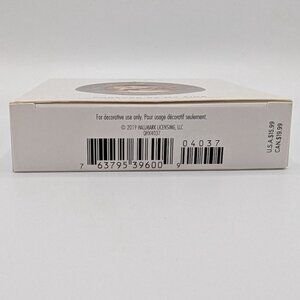 For decorative use only. Pour usage décoratif seulement.
© 2019 HALLMARK LICENSING, LLC
04037
7 63795 39600 9
U.S.A. $15.99
CAN. $19.99